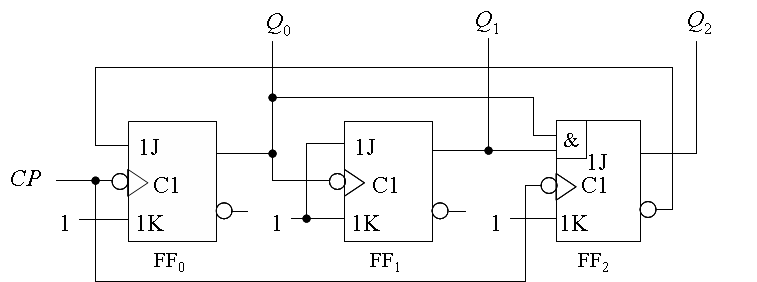 Q0 Q1 Q2
1J 1J & 1J
CP C1 C1 C1
1 1K 1 1K 1 1K
FF0 FF1 FF2